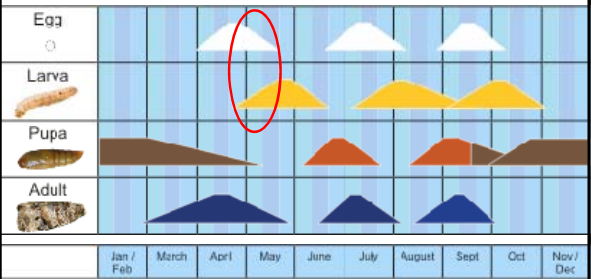 Egg
Larva
Pupa
Adult
Jan / Feb March April May June July August Sept Oct Nov / Dec